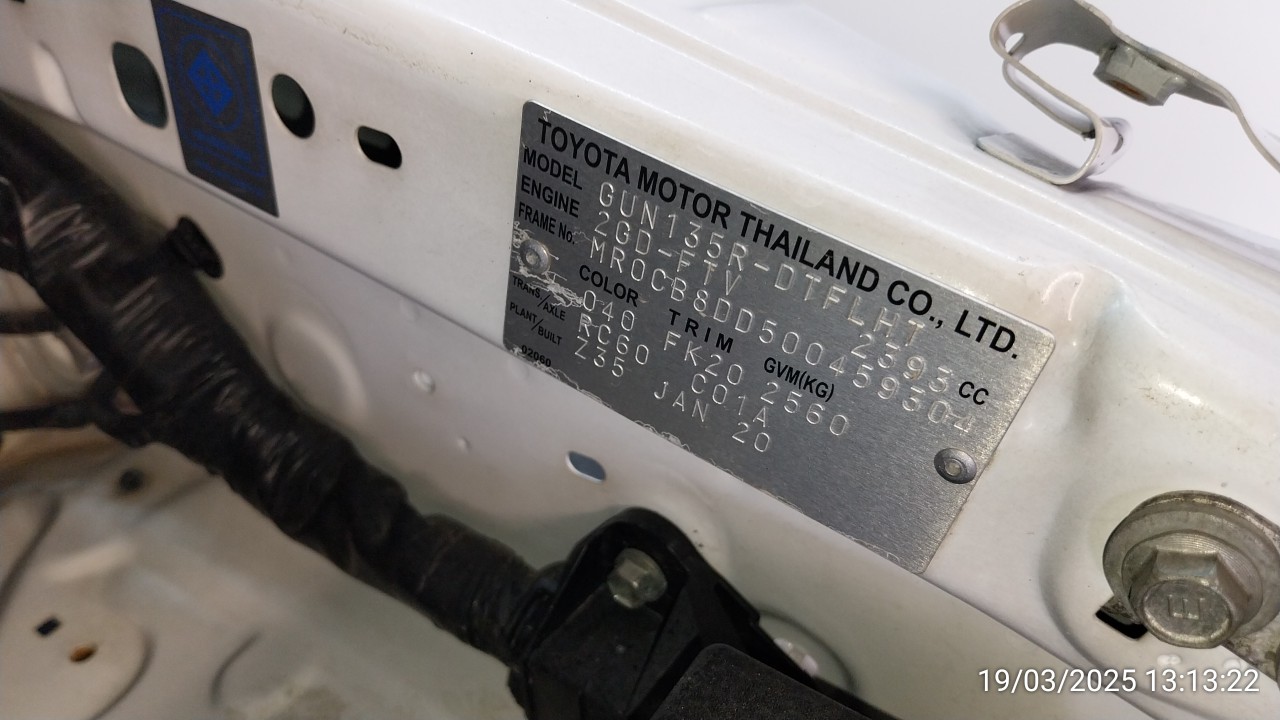 TOYOTA MOTOR THAILAND CO., LTD.
MODEL GUN135R-DTFLHT
ENGINE 2GD-FTV 2393 CC
FRAME No. MR0CB8DD500459304
COLOR TRIM GVM(KG)
040 FK20 2560
TRANS/AXLE RC60 C01A
PLANT/BUILT Z35 JAN 20
02060
19/03/2025 13:13:22